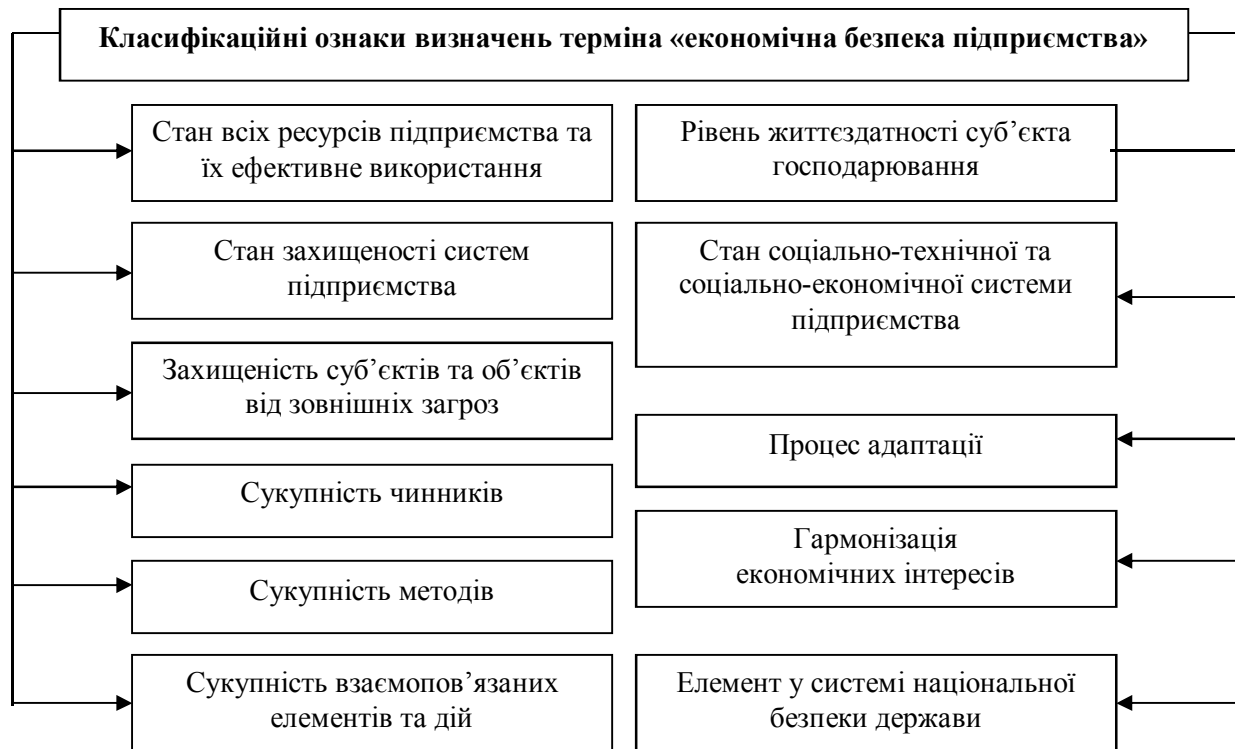 Класифікаційні ознаки визначень терміна «економічна безпека підприємства»
Стан всіх ресурсів підприємства та
їх ефективне використання
Стан захищеності систем
підприємства
Захищеність суб’єктів та об’єктів
від зовнішніх загроз
Сукупність чинників
Сукупність методів
Сукупність взаємопов’язаних
елементів та дій
Рівень життєздатності суб’єкта
господарювання
Стан соціально-технічної та
соціально-економічної системи
підприємства
Процес адаптації
Гармонізація
економічних інтересів
Елемент у системі національної
безпеки держави